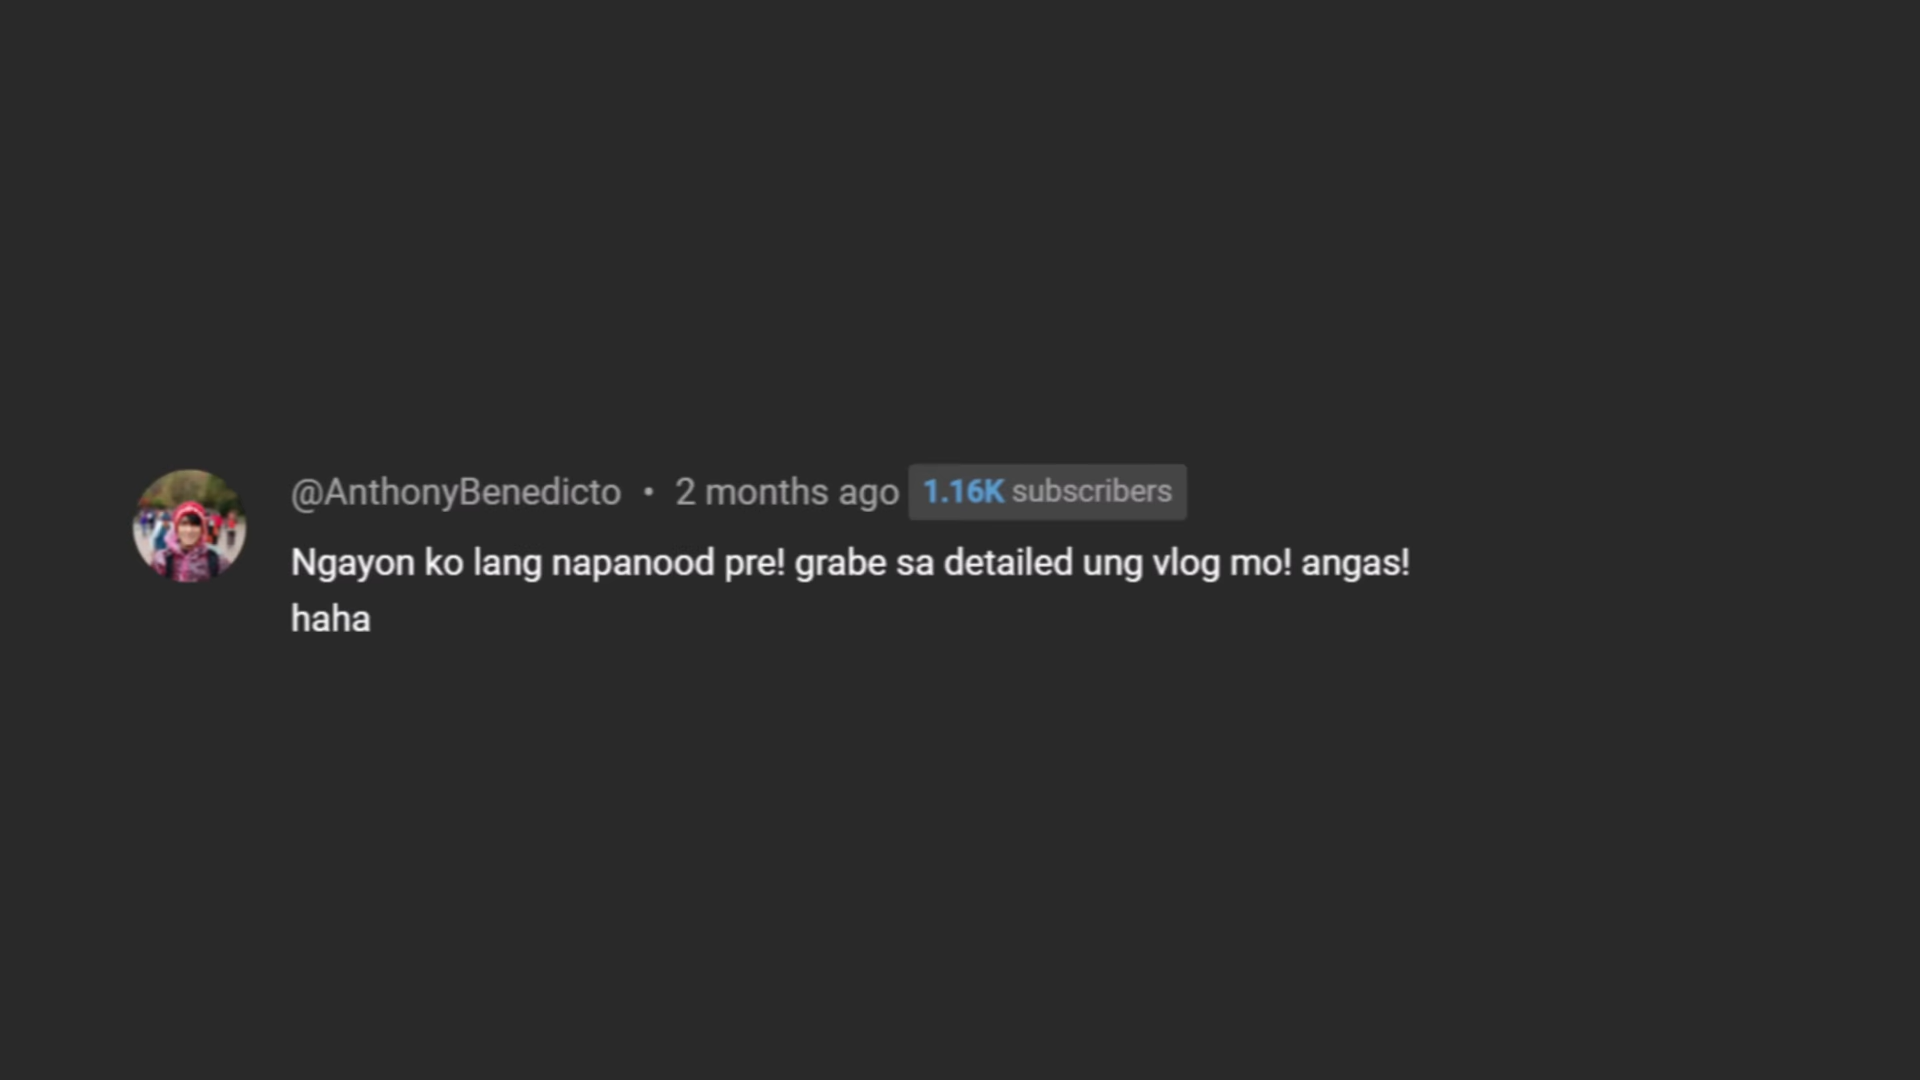 @AnthonyBenedicto • 2 months ago 1.16K subscribers
Ngayon ko lang napanood pre! grabe sa detailed ung vlog mo! angas!
haha